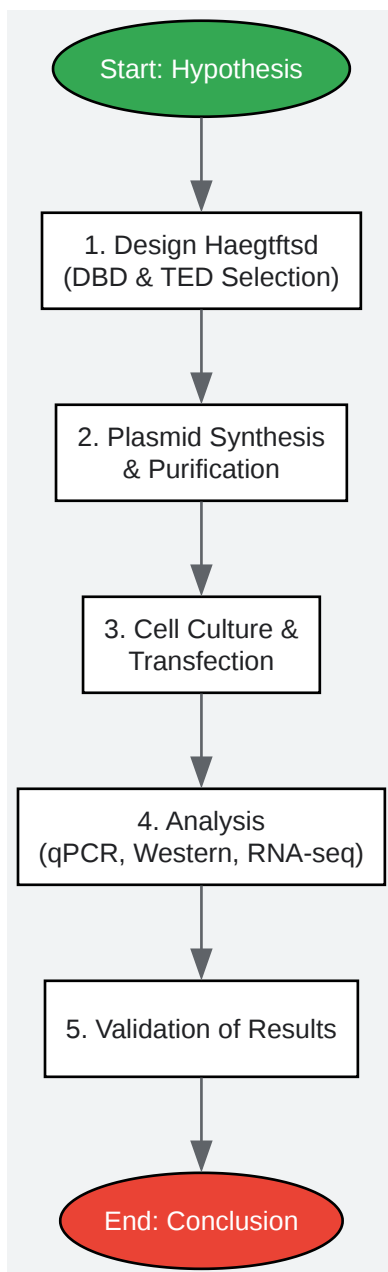 Start: Hypothesis
1. Design Haegtftsd
(DBD & TED Selection)
2. Plasmid Synthesis
& Purification
3. Cell Culture &
Transfection
4. Analysis
(qPCR, Western, RNA-seq)
5. Validation of Results
End: Conclusion